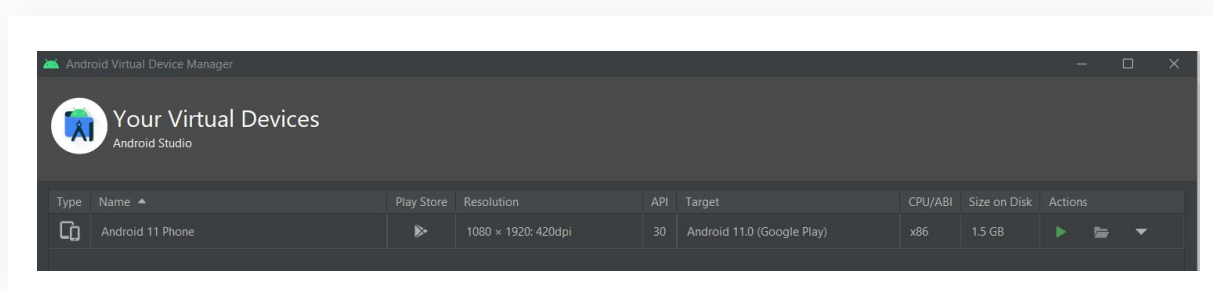 Android Virtual Device Manager
Your Virtual Devices
Android Studio
Type Name Play Store Resolution API Target CPU/ABI Size on Disk Actions
Android 11 Phone 1080 × 1920: 420dpi 30 Android 11.0 (Google Play) x86 1.5 GB